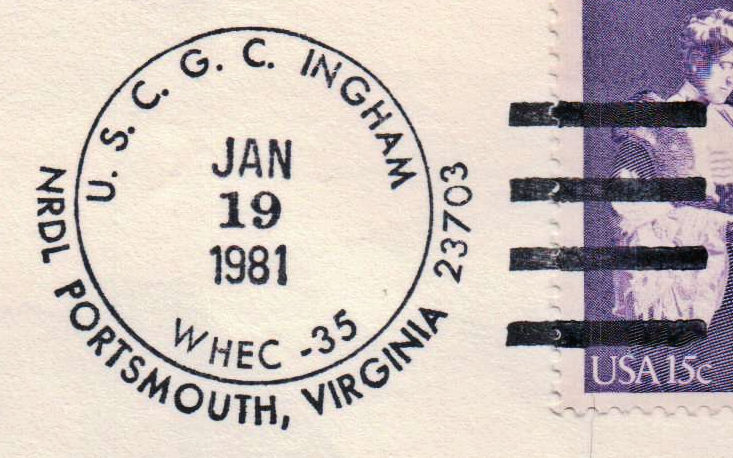 U. S. C. G. C. INGHAM
JAN
19
1981
WHEC -35
NRDL PORTSMOUTH, VIRGINIA 23703
USA 15c